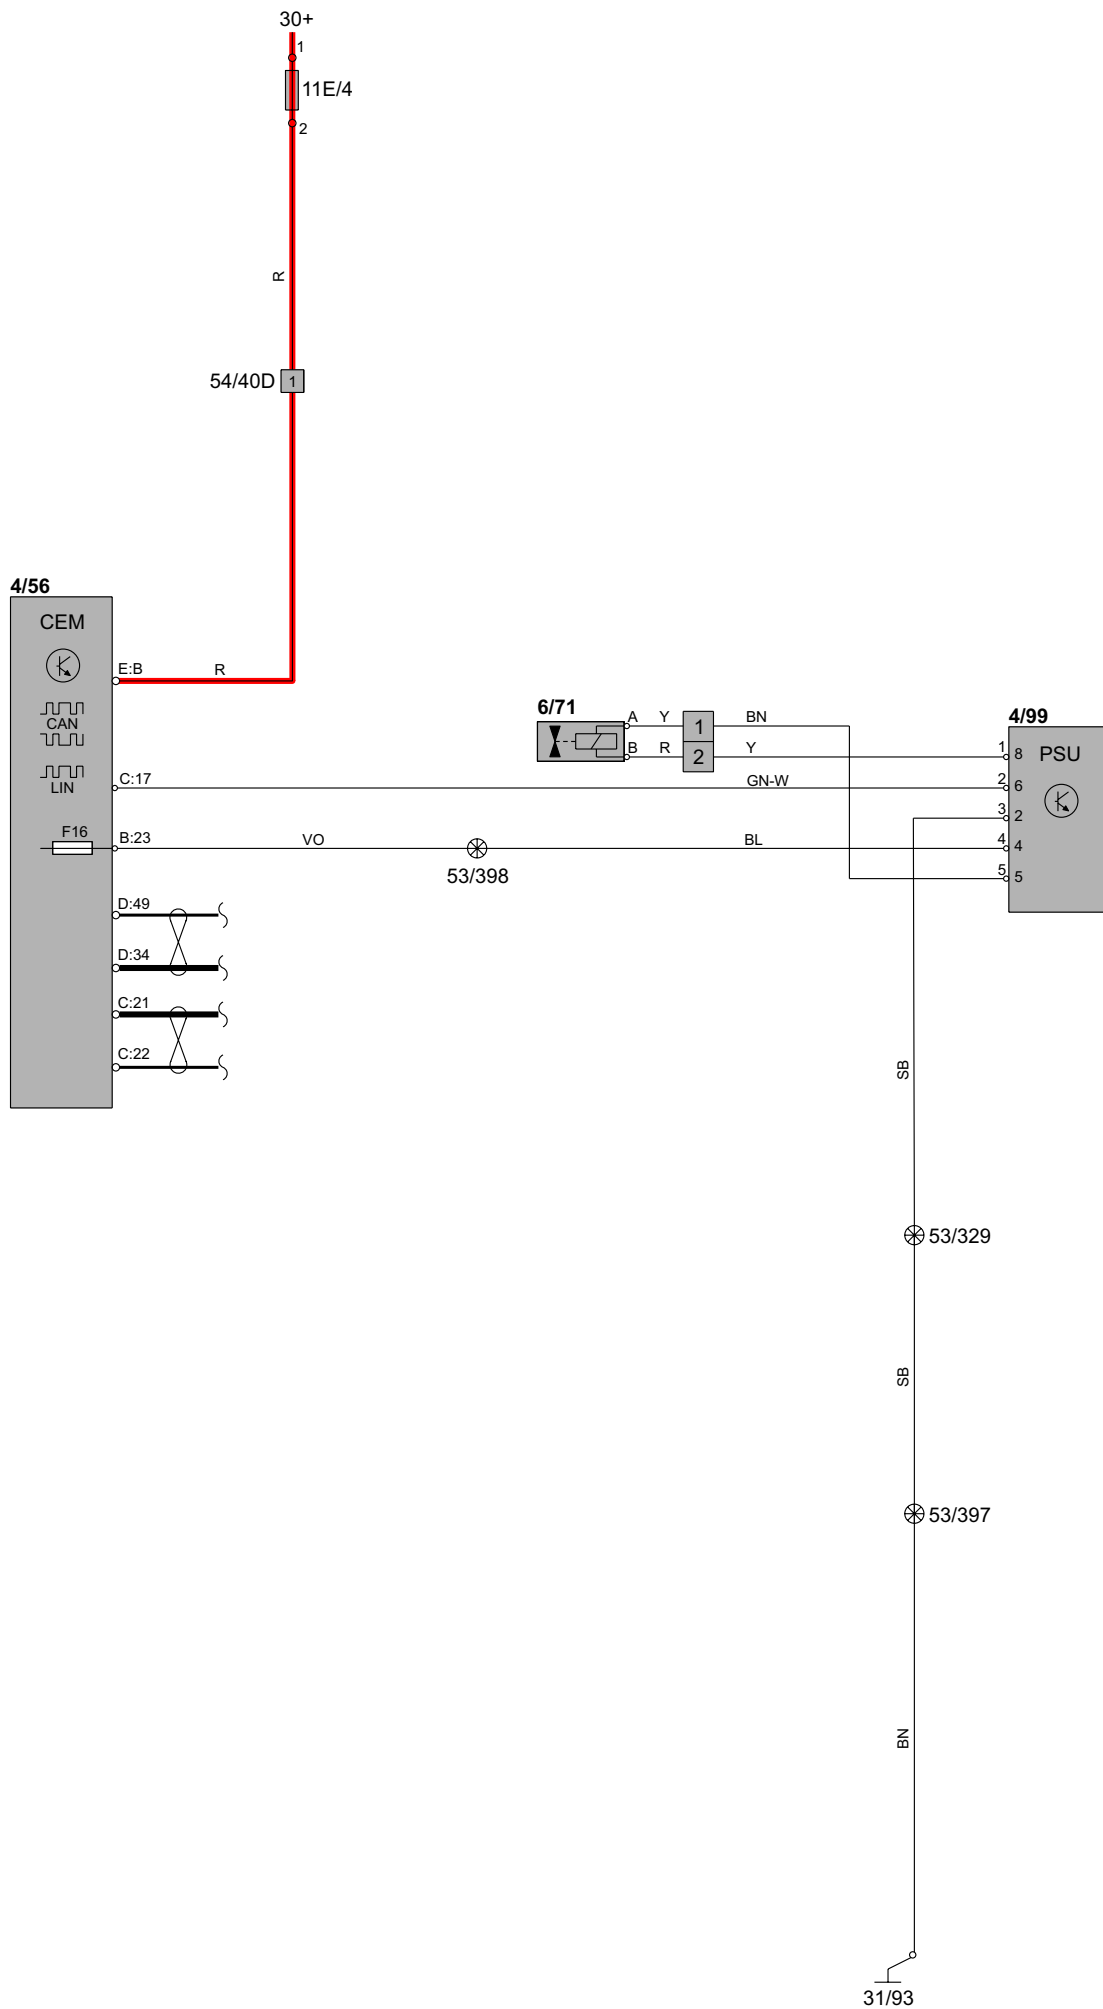 30+
1
11E/4
2
R
54/40D 1
4/56
CEM
E:B R
CAN
LIN
C:17
F16
B:23 VO
53/398
D:49
D:34
C:21
C:22
6/71
A Y 1 BN
B R 2 Y
GN-W
BL
4/99
PSU
1 8
2 6
3 2
4 4
5 5
SB
53/329
SB
53/397
BN
31/93